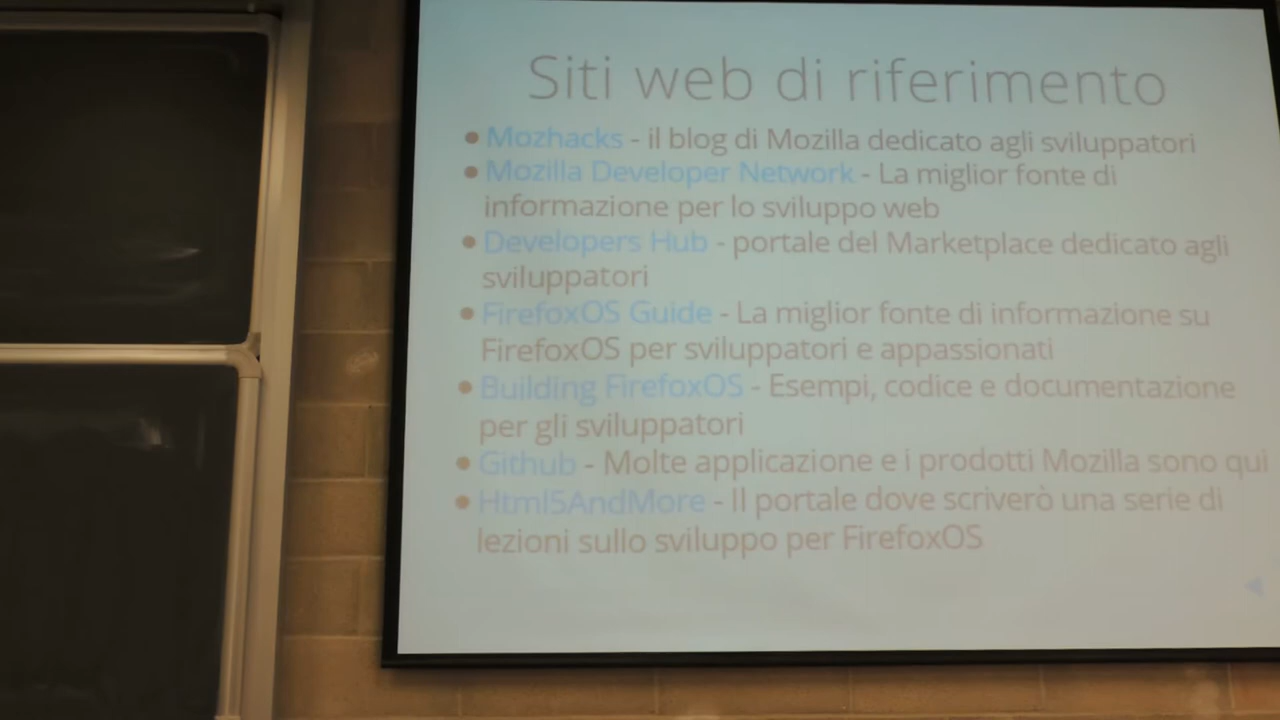 Siti web di riferimento
• Mozhacks - il blog di Mozilla dedicato agli sviluppatori
• Mozilla Developer Network - La miglior fonte di
informazione per lo sviluppo web
• Developers Hub - portale del Marketplace dedicato agli
sviluppatori
• FirefoxOS Guide - La miglior fonte di informazione su
FirefoxOS per sviluppatori e appassionati
• Building FirefoxOS - Esempi, codice e documentazione
per gli sviluppatori
• Github - Molte applicazione e i prodotti Mozilla sono qui
• Html5AndMore - Il portale dove scriverò una serie di
lezioni sullo sviluppo per FirefoxOS